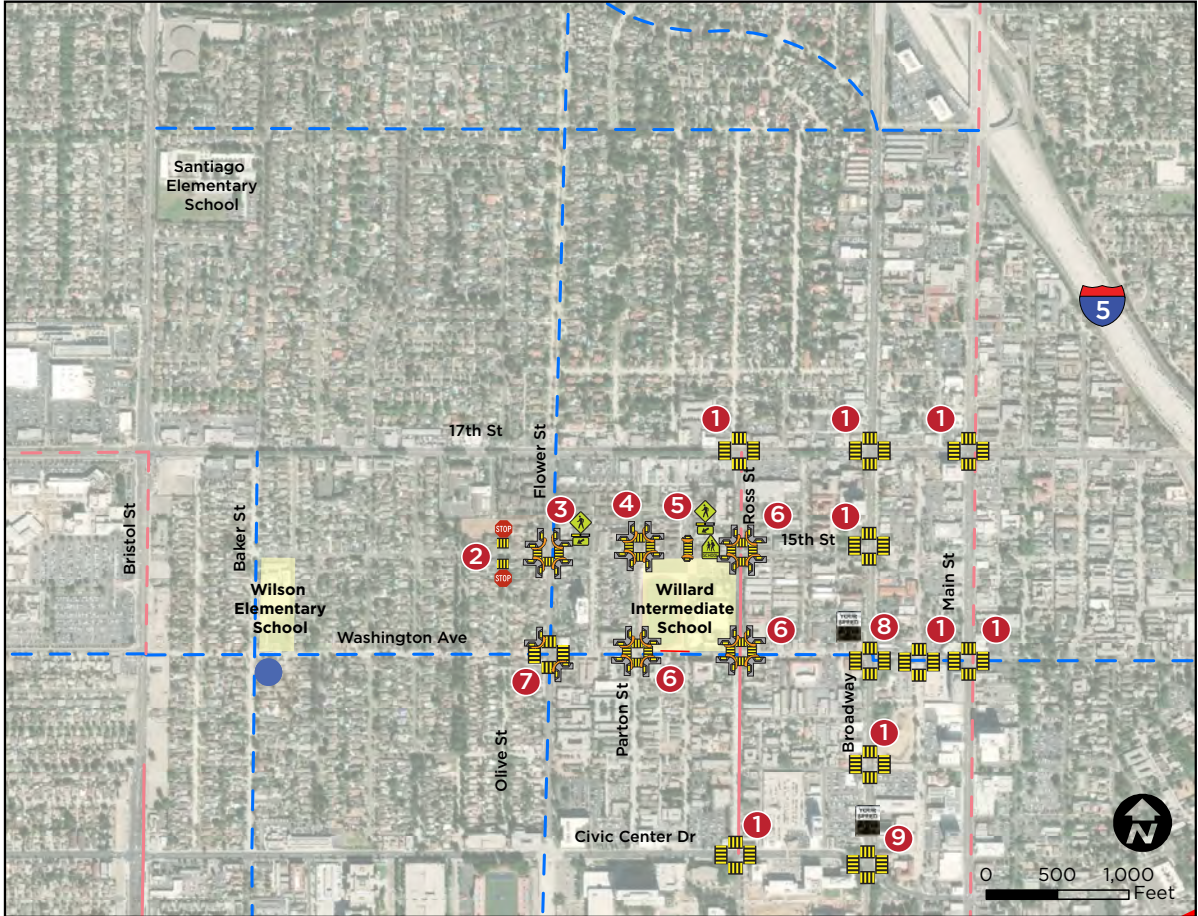 Santiago
Elementary
School
5
17th St
Flower St
Bristol St
Baker St
1
1
1
Ross St
3
4
5
6
1
15th St
STOP
2
STOP
Main St
Wilson
Elementary
School
Willard
Intermediate
School
Washington Ave
6
8
1
1
7
6
Parton St
Broadway
Olive St
1
Civic Center Dr
1
9
N
0 500 1,000
Feet